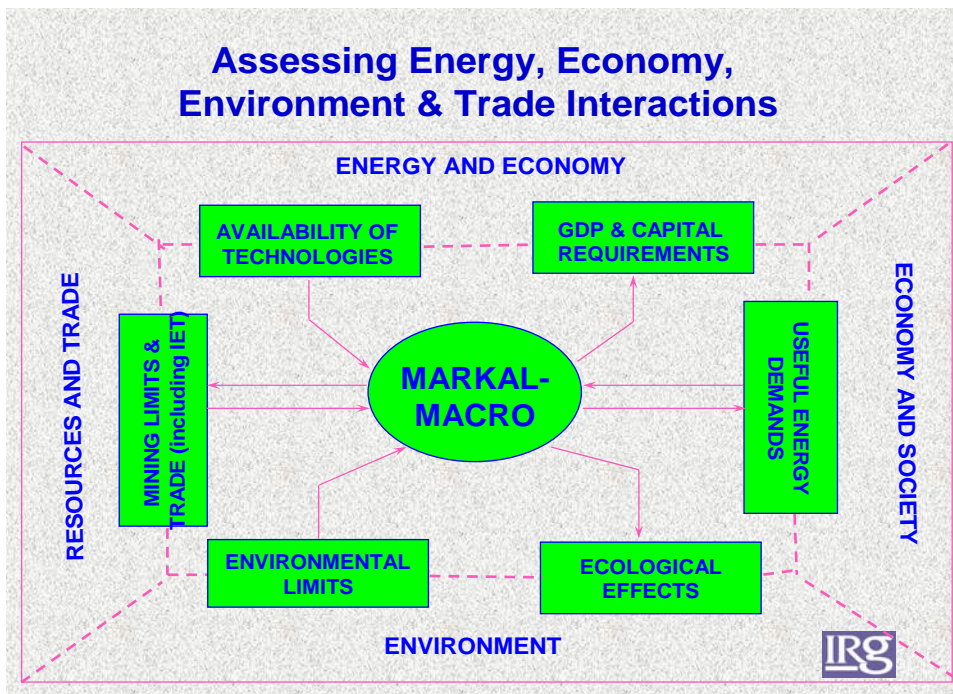 Assessing Energy, Economy,
Environment & Trade Interactions
ENERGY AND ECONOMY
AVAILABILITY OF
TECHNOLOGIES
GDP & CAPITAL
REQUIREMENTS
RESOURCES AND TRADE
MINING LIMITS &
TRADE (including IET)
MARKAL-
MACRO
USEFUL ENERGY
DEMANDS
ECONOMY AND SOCIETY
ENVIRONMENTAL
LIMITS
ECOLOGICAL
EFFECTS
ENVIRONMENT
IRg